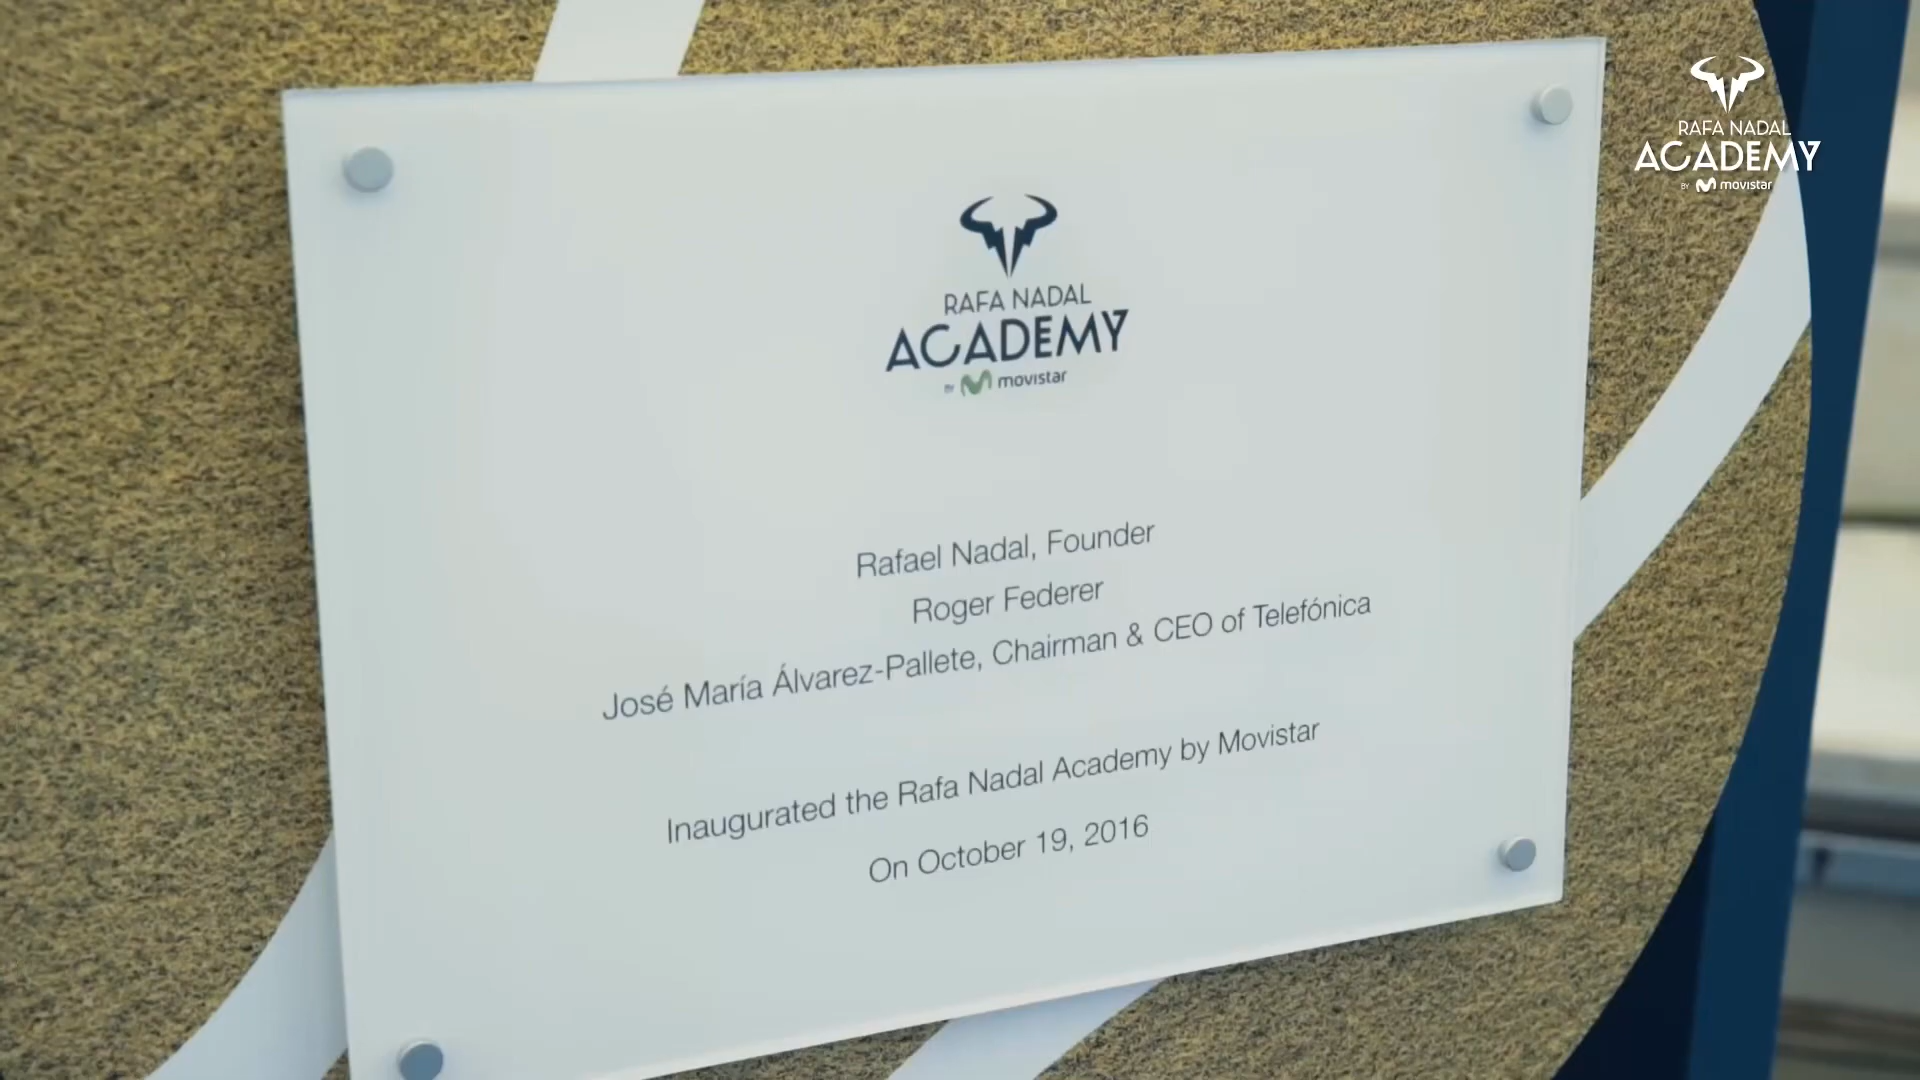 RAFA NADAL
ACADEMY
BY movistar
RAFA NADAL
ACADEMY
BY movistar
Rafael Nadal, Founder
Roger Federer
José María Álvarez-Pallete, Chairman & CEO of Telefónica
Inaugurated the Rafa Nadal Academy by Movistar
On October 19, 2016